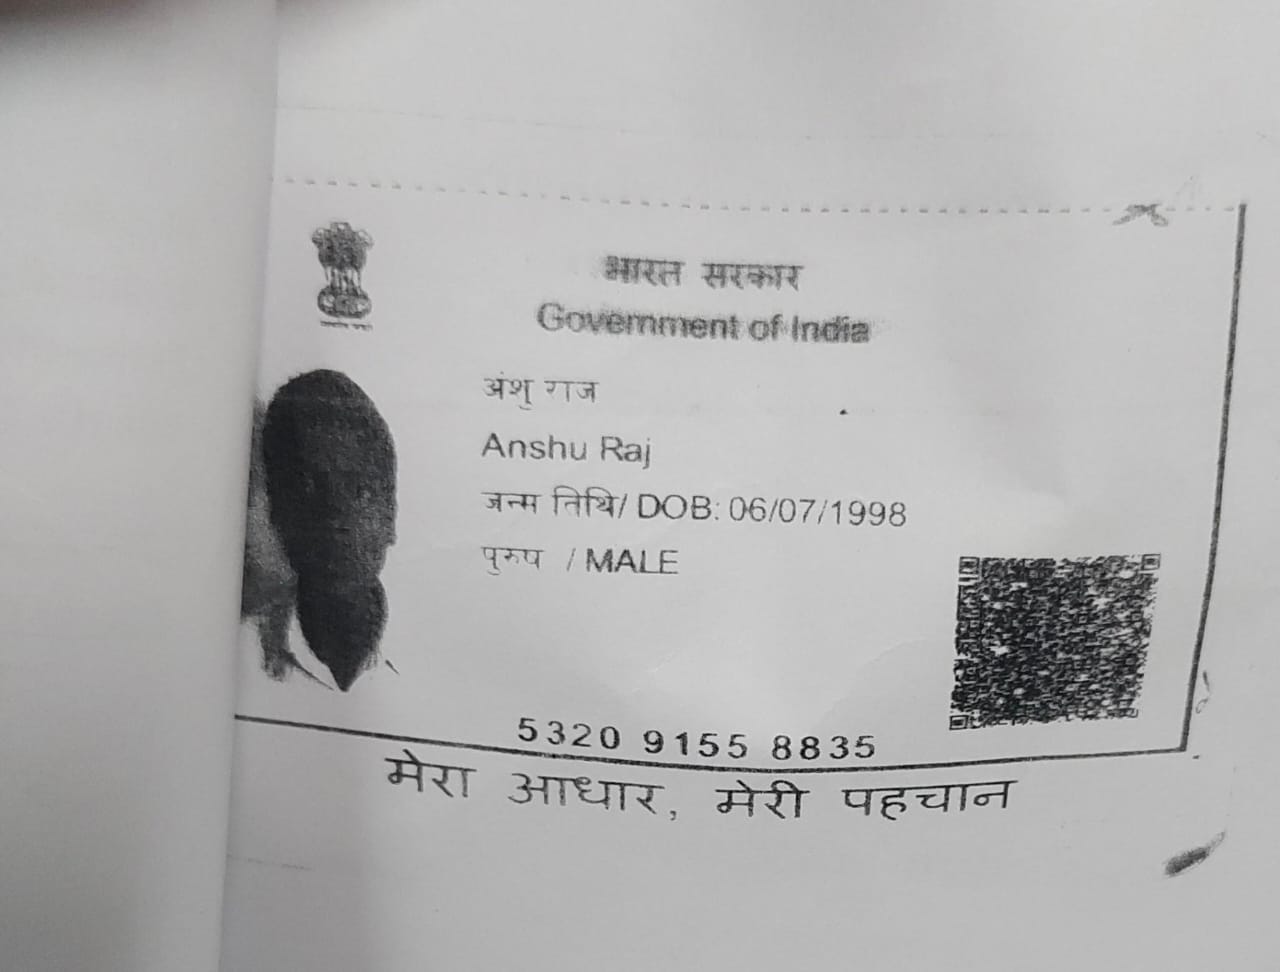 भारत सरकार
Government of India
अंशु राज
Anshu Raj
जन्म तिथि/ DOB: 06/07/1998
पुरुष / MALE
5320 9155 8835
मेरा आधार, मेरी पहचान